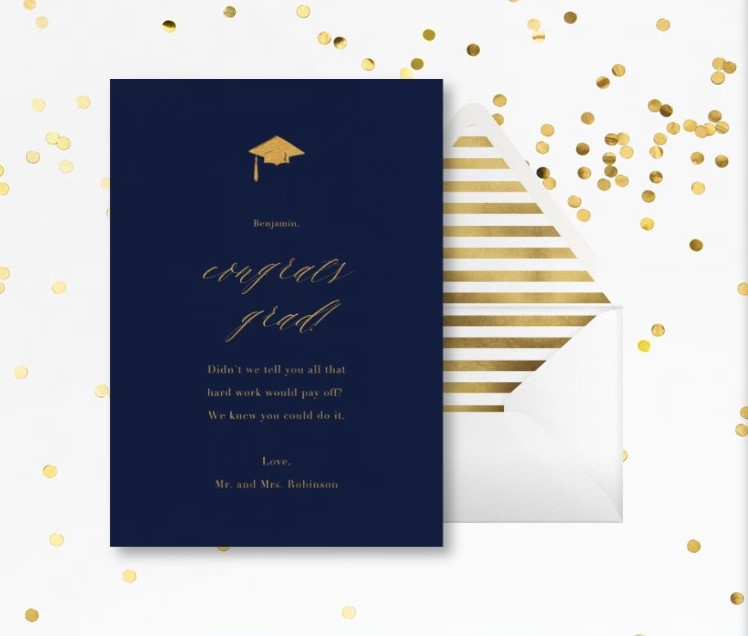 Benjamin,
congrats
grad!
Didn't we tell you all that
hard work would pay off?
We knew you could do it.
Love,
Mr. and Mrs. Robinson